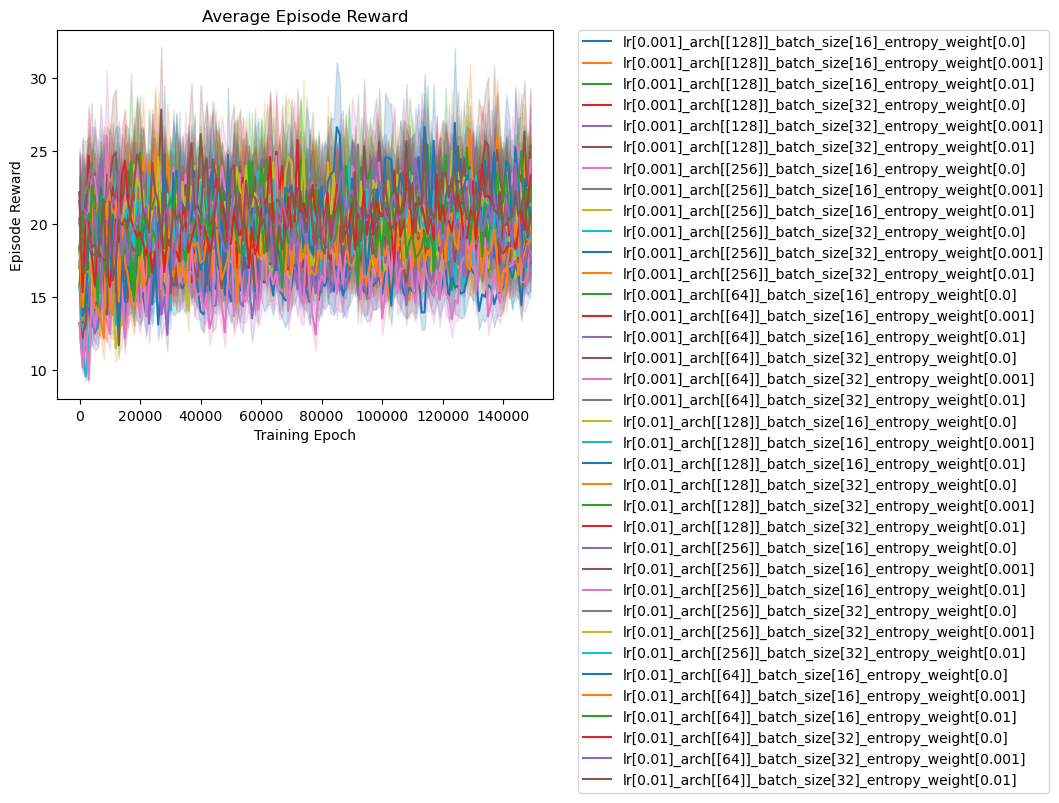 Average Episode Reward
Episode Reward
30
25
20
15
10
0
20000
40000
60000
80000
100000
120000
140000
Training Epoch
lr[0.001]_arch[[128]]_batch_size[16]_entropy_weight[0.0]
lr[0.001]_arch[[128]]_batch_size[16]_entropy_weight[0.001]
lr[0.001]_arch[[128]]_batch_size[16]_entropy_weight[0.01]
lr[0.001]_arch[[128]]_batch_size[32]_entropy_weight[0.0]
lr[0.001]_arch[[128]]_batch_size[32]_entropy_weight[0.001]
lr[0.001]_arch[[128]]_batch_size[32]_entropy_weight[0.01]
lr[0.001]_arch[[256]]_batch_size[16]_entropy_weight[0.0]
lr[0.001]_arch[[256]]_batch_size[16]_entropy_weight[0.001]
lr[0.001]_arch[[256]]_batch_size[16]_entropy_weight[0.01]
lr[0.001]_arch[[256]]_batch_size[32]_entropy_weight[0.0]
lr[0.001]_arch[[256]]_batch_size[32]_entropy_weight[0.001]
lr[0.001]_arch[[256]]_batch_size[32]_entropy_weight[0.01]
lr[0.001]_arch[[64]]_batch_size[16]_entropy_weight[0.0]
lr[0.001]_arch[[64]]_batch_size[16]_entropy_weight[0.001]
lr[0.001]_arch[[64]]_batch_size[16]_entropy_weight[0.01]
lr[0.001]_arch[[64]]_batch_size[32]_entropy_weight[0.0]
lr[0.001]_arch[[64]]_batch_size[32]_entropy_weight[0.001]
lr[0.001]_arch[[64]]_batch_size[32]_entropy_weight[0.01]
lr[0.01]_arch[[128]]_batch_size[16]_entropy_weight[0.0]
lr[0.01]_arch[[128]]_batch_size[16]_entropy_weight[0.001]
lr[0.01]_arch[[128]]_batch_size[16]_entropy_weight[0.01]
lr[0.01]_arch[[128]]_batch_size[32]_entropy_weight[0.0]
lr[0.01]_arch[[128]]_batch_size[32]_entropy_weight[0.001]
lr[0.01]_arch[[128]]_batch_size[32]_entropy_weight[0.01]
lr[0.01]_arch[[256]]_batch_size[16]_entropy_weight[0.0]
lr[0.01]_arch[[256]]_batch_size[16]_entropy_weight[0.001]
lr[0.01]_arch[[256]]_batch_size[16]_entropy_weight[0.01]
lr[0.01]_arch[[256]]_batch_size[32]_entropy_weight[0.0]
lr[0.01]_arch[[256]]_batch_size[32]_entropy_weight[0.001]
lr[0.01]_arch[[256]]_batch_size[32]_entropy_weight[0.01]
lr[0.01]_arch[[64]]_batch_size[16]_entropy_weight[0.0]
lr[0.01]_arch[[64]]_batch_size[16]_entropy_weight[0.001]
lr[0.01]_arch[[64]]_batch_size[16]_entropy_weight[0.01]
lr[0.01]_arch[[64]]_batch_size[32]_entropy_weight[0.0]
lr[0.01]_arch[[64]]_batch_size[32]_entropy_weight[0.001]
lr[0.01]_arch[[64]]_batch_size[32]_entropy_weight[0.01]